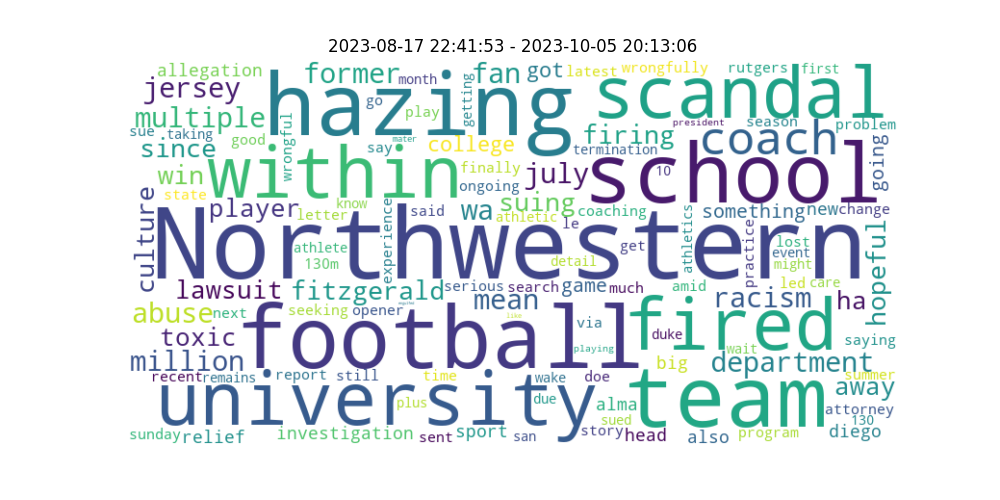 2023-08-17 22:41:53 - 2023-10-05 20:13:06
allegation former month fan got latest wrongfully rutgers first
jersey hazing go play getting scandal
multiple president season problem
sue taking good wrongful say mater college firing coach
since within finally termination july school going
win state ongoing 10
culture player letter know experience said wa suing athletic coaching something new change
Northwestern le athletics practice hopeful
athlete get lost event
130m detail might
lawsuit fitzgerald serious search game much amid led care
seeking opener mean racism ha
abuse next football like via duke fired saying
toxic playing wait
million big department
recent remains report still time wake doe summer
university plus due alma team away
sued attorney
sunday relief investigation sent sport san story head also program 130 diego